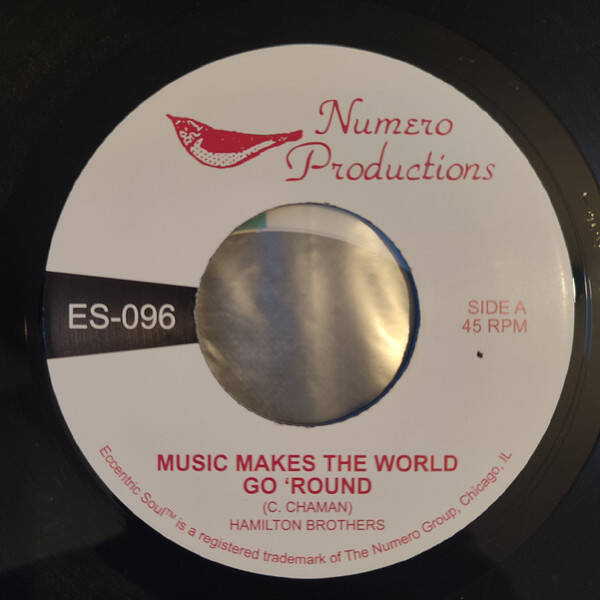 Numero
Productions
ES-096
SIDE A
45 RPM
MUSIC MAKES THE WORLD
GO ‘ROUND
(C. CHAMAN)
HAMILTON BROTHERS
Eccentric Soul™ is a registered trademark of The Numero Group, Chicago, IL